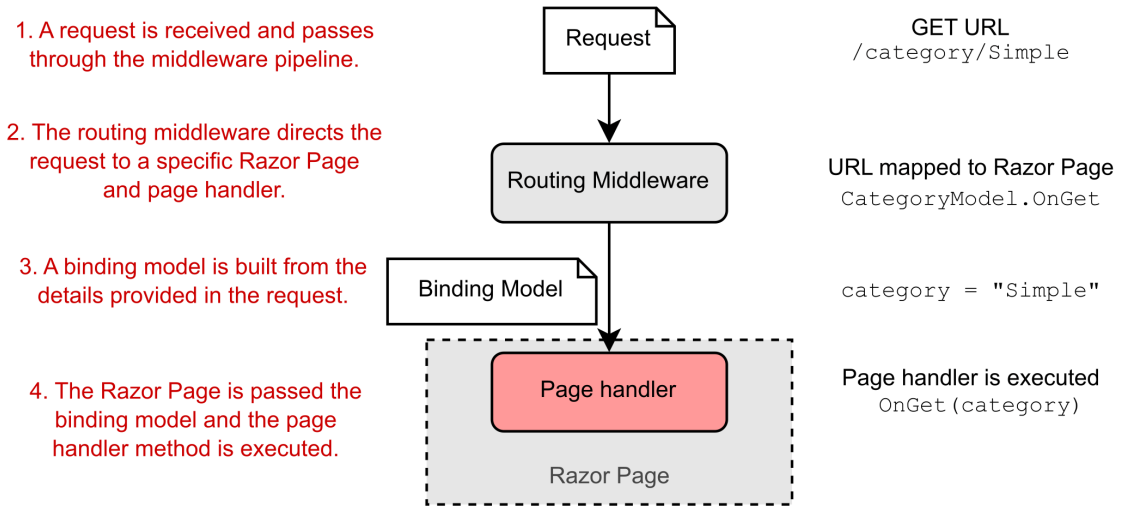 1. A request is received and passes
through the middleware pipeline.
Request
GET URL
/category/Simple
2. The routing middleware directs the
request to a specific Razor Page
and page handler.
Routing Middleware
URL mapped to Razor Page
CategoryModel.OnGet
3. A binding model is built from the
details provided in the request.
Binding Model
category = "Simple"
4. The Razor Page is passed the
binding model and the page
handler method is executed.
Page handler
Razor Page
Page handler is executed
OnGet(category)